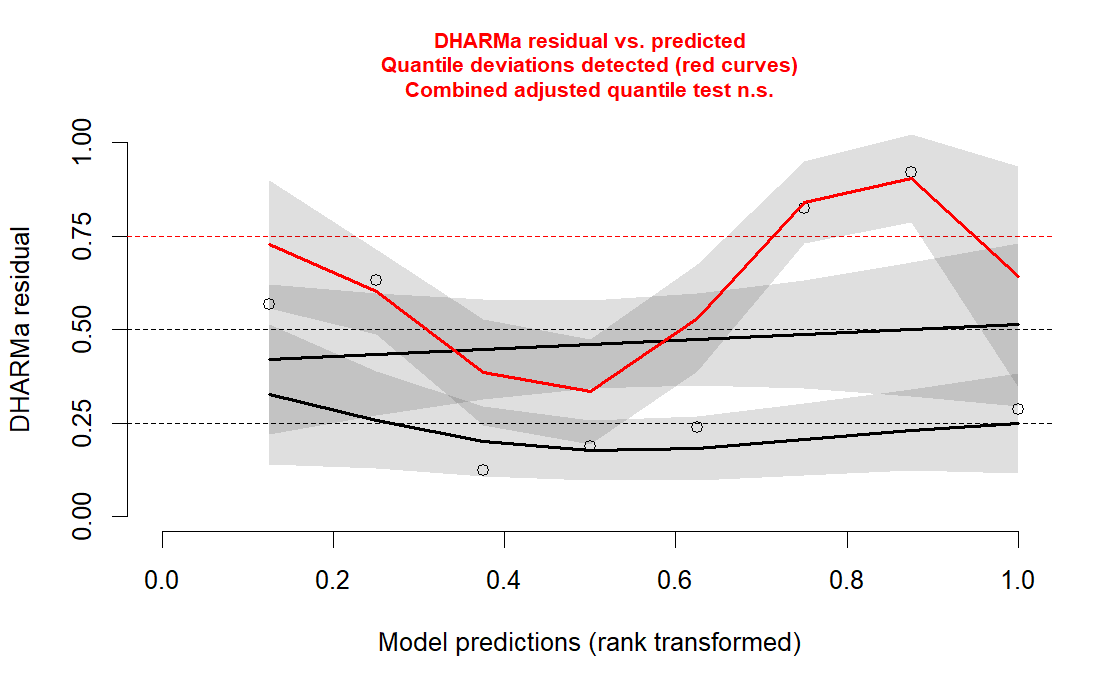 DHARMa residual vs. predicted
Quantile deviations detected (red curves)
Combined adjusted quantile test n.s.
DHARMa residual
1.00
0.75
0.50
0.25
0.00
0.0 0.2 0.4 0.6 0.8 1.0
Model predictions (rank transformed)